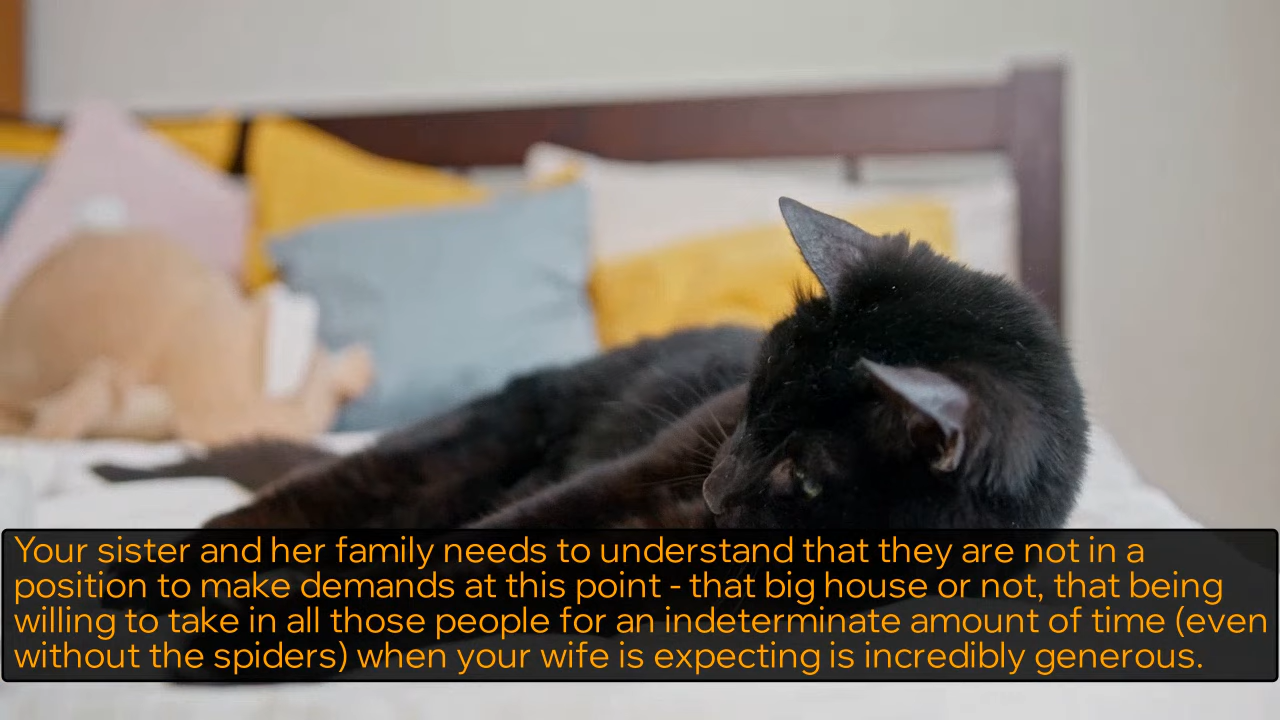 Your sister and her family needs to understand that they are not in a
position to make demands at this point - that big house or not, that being
willing to take in all those people for an indeterminate amount of time (even
without the spiders) when your wife is expecting is incredibly generous.